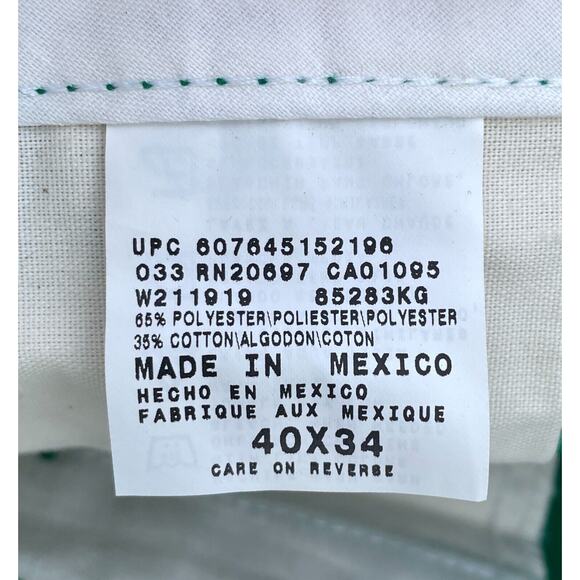 UPC 607645152196
033 RN20697 CA01095
W211919 85283KG
65% POLYESTER\POLIESTER\POLYESTER
35% COTTON\ALGODON\COTON
MADE IN MEXICO
HECHO EN MEXICO
FABRIQUE AUX MEXIQUE
40X34
CARE ON REVERSE